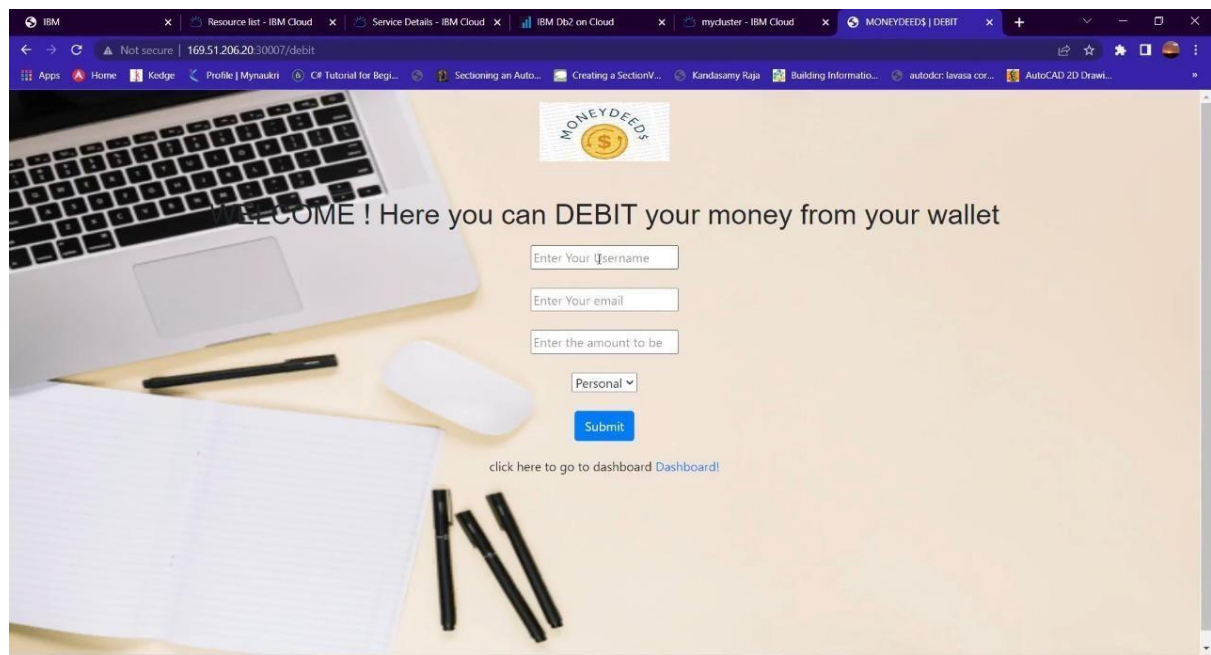 IBM
Resource list - IBM Cloud
Service Details - IBM Cloud
IBM Db2 on Cloud
mycluster - IBM Cloud
MONEYDEED$ | DEBIT
Not secure | 169.51.206.20:30007/debit
Apps Home Kedge Profile | Mynaukri C# Tutorial for Begi... Sectioning an Auto... Creating a SectionV... Kandasamy Raja Building Informatio... autodcr: lavasa cor... AutoCAD 2D Drawi... »
MONEYDEED$
$
WELCOME ! Here you can DEBIT your money from your wallet
Enter Your Username
Enter Your email
Enter the amount to be
Personal
Submit
click here to go to dashboard Dashboard!